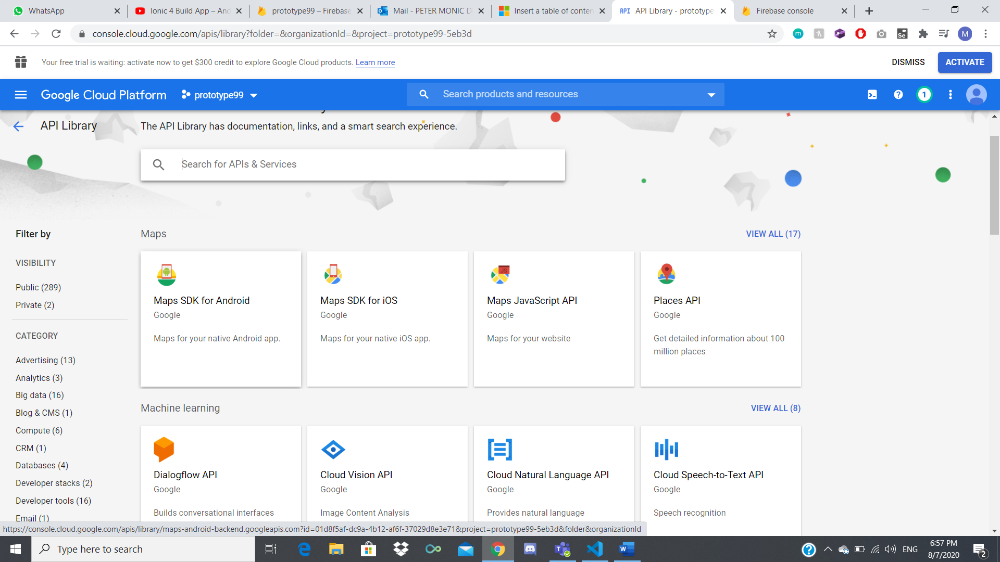 WhatsApp
Ionic 4 Build App – And
prototype99 – Firebase
Mail - PETER MONIC D
Insert a table of conten
API API Library - prototype
Firebase console
console.cloud.google.com/apis/library?folder=&organizationId=&project=prototype99-5eb3d
m
Se
M
Your free trial is waiting: activate now to get $300 credit to explore Google Cloud products. Learn more
DISMISS
ACTIVATE
Google Cloud Platform
prototype99
Search products and resources
1
API Library
The API Library has documentation, links, and a smart search experience.
Search for APIs & Services
Filter by
VISIBILITY
Public (289)
Private (2)
CATEGORY
Advertising (13)
Analytics (3)
Big data (16)
Blog & CMS (1)
Compute (6)
CRM (1)
Databases (4)
Developer stacks (2)
Developer tools (16)
Email (1)
Maps
VIEW ALL (17)
Maps SDK for Android
Google
Maps for your native Android app.
Maps SDK for iOS
Google
Maps for your native iOS app.
JS
Maps JavaScript API
Google
Maps for your website
Places API
Google
Get detailed information about 100
million places
Machine learning
VIEW ALL (8)
Dialogflow API
Google
Builds conversational interfaces
Cloud Vision API
Google
Image Content Analysis
Cloud Natural Language API
Google
Provides natural language
Cloud Speech-to-Text API
Google
Speech recognition
https://console.cloud.google.com/apis/library/maps-android-backend.googleapis.com?id=01d8f5af-dc9a-4b12-af6f-37029d8e3e71&project=prototype99-5eb3d&folder&organizationId
Type here to search
ENG
6:57 PM
8/7/2020
2